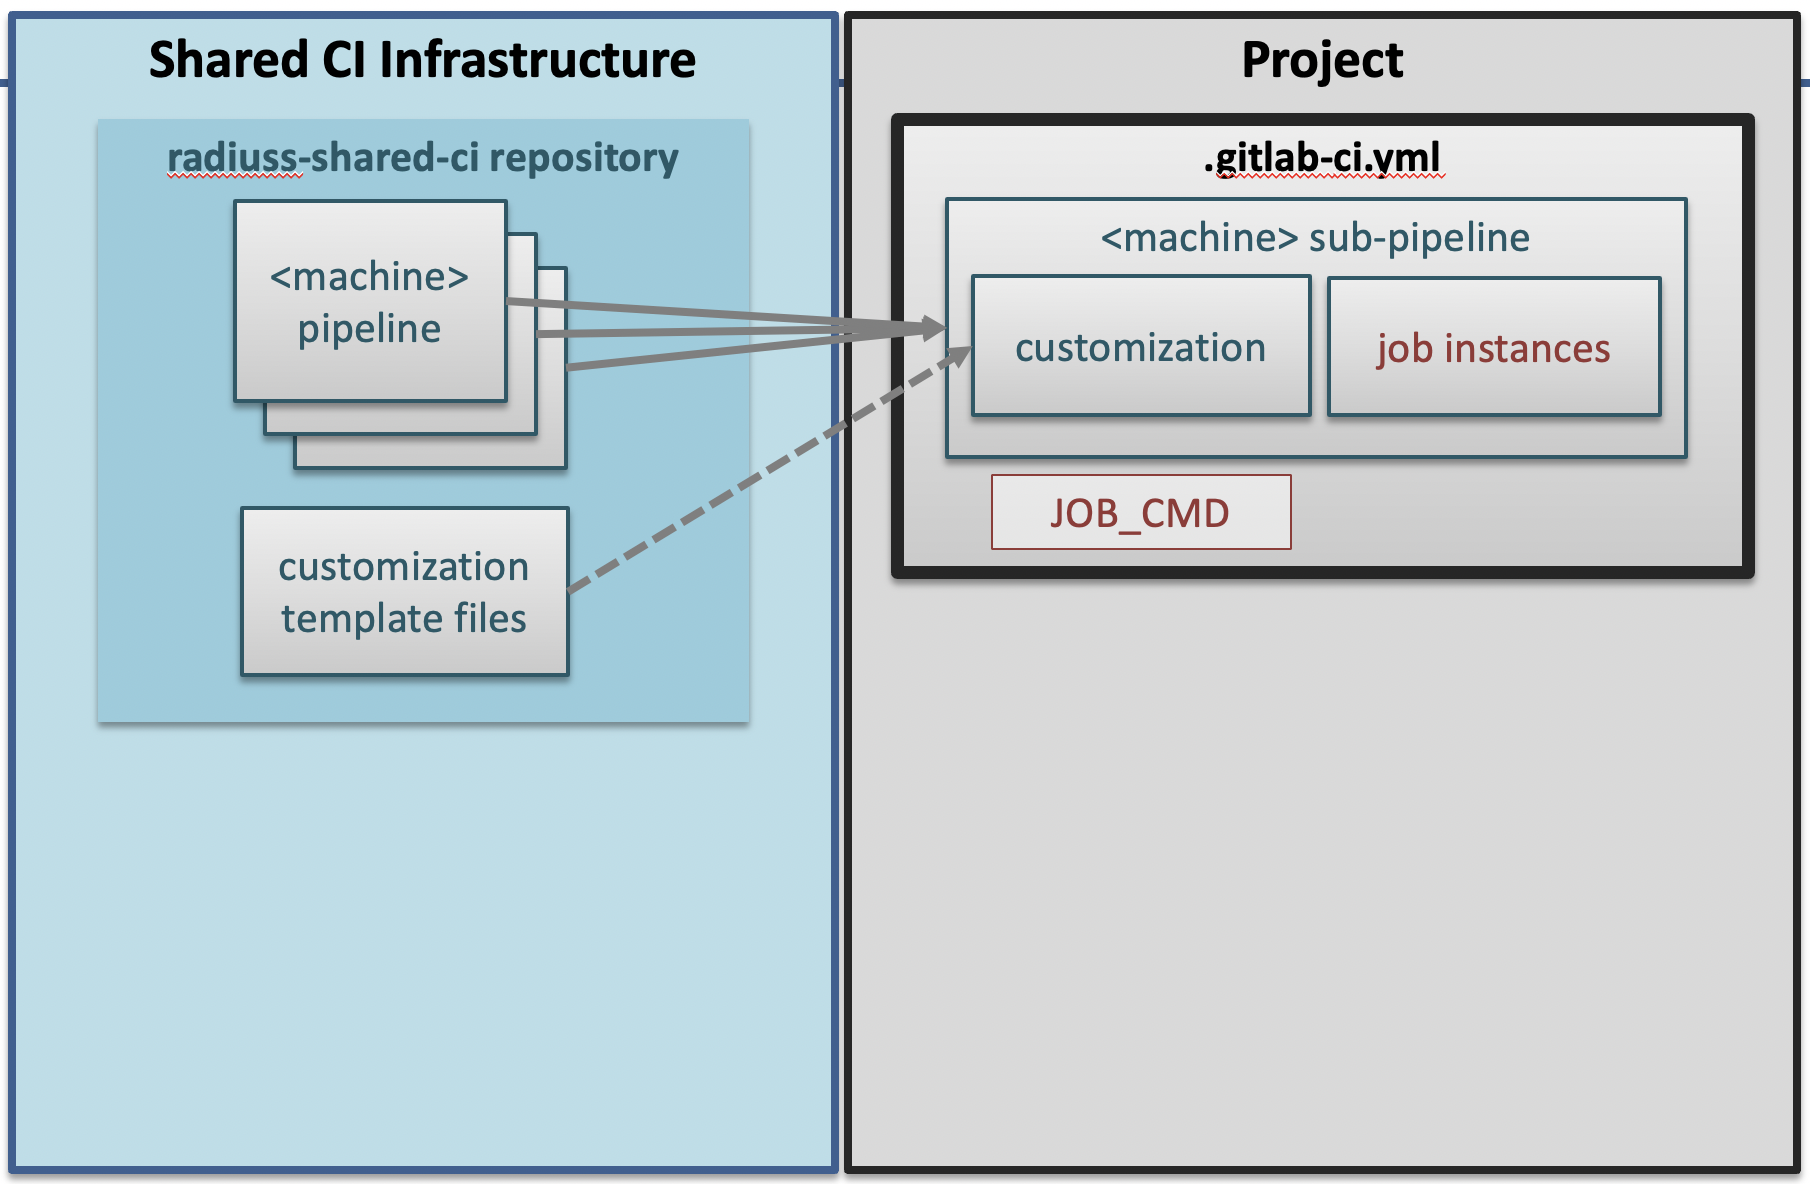 Shared CI Infrastructure
radiuss-shared-ci repository
<machine>
pipeline
customization
template files
Project
.gitlab-ci.yml
<machine> sub-pipeline
customization
job instances
JOB_CMD